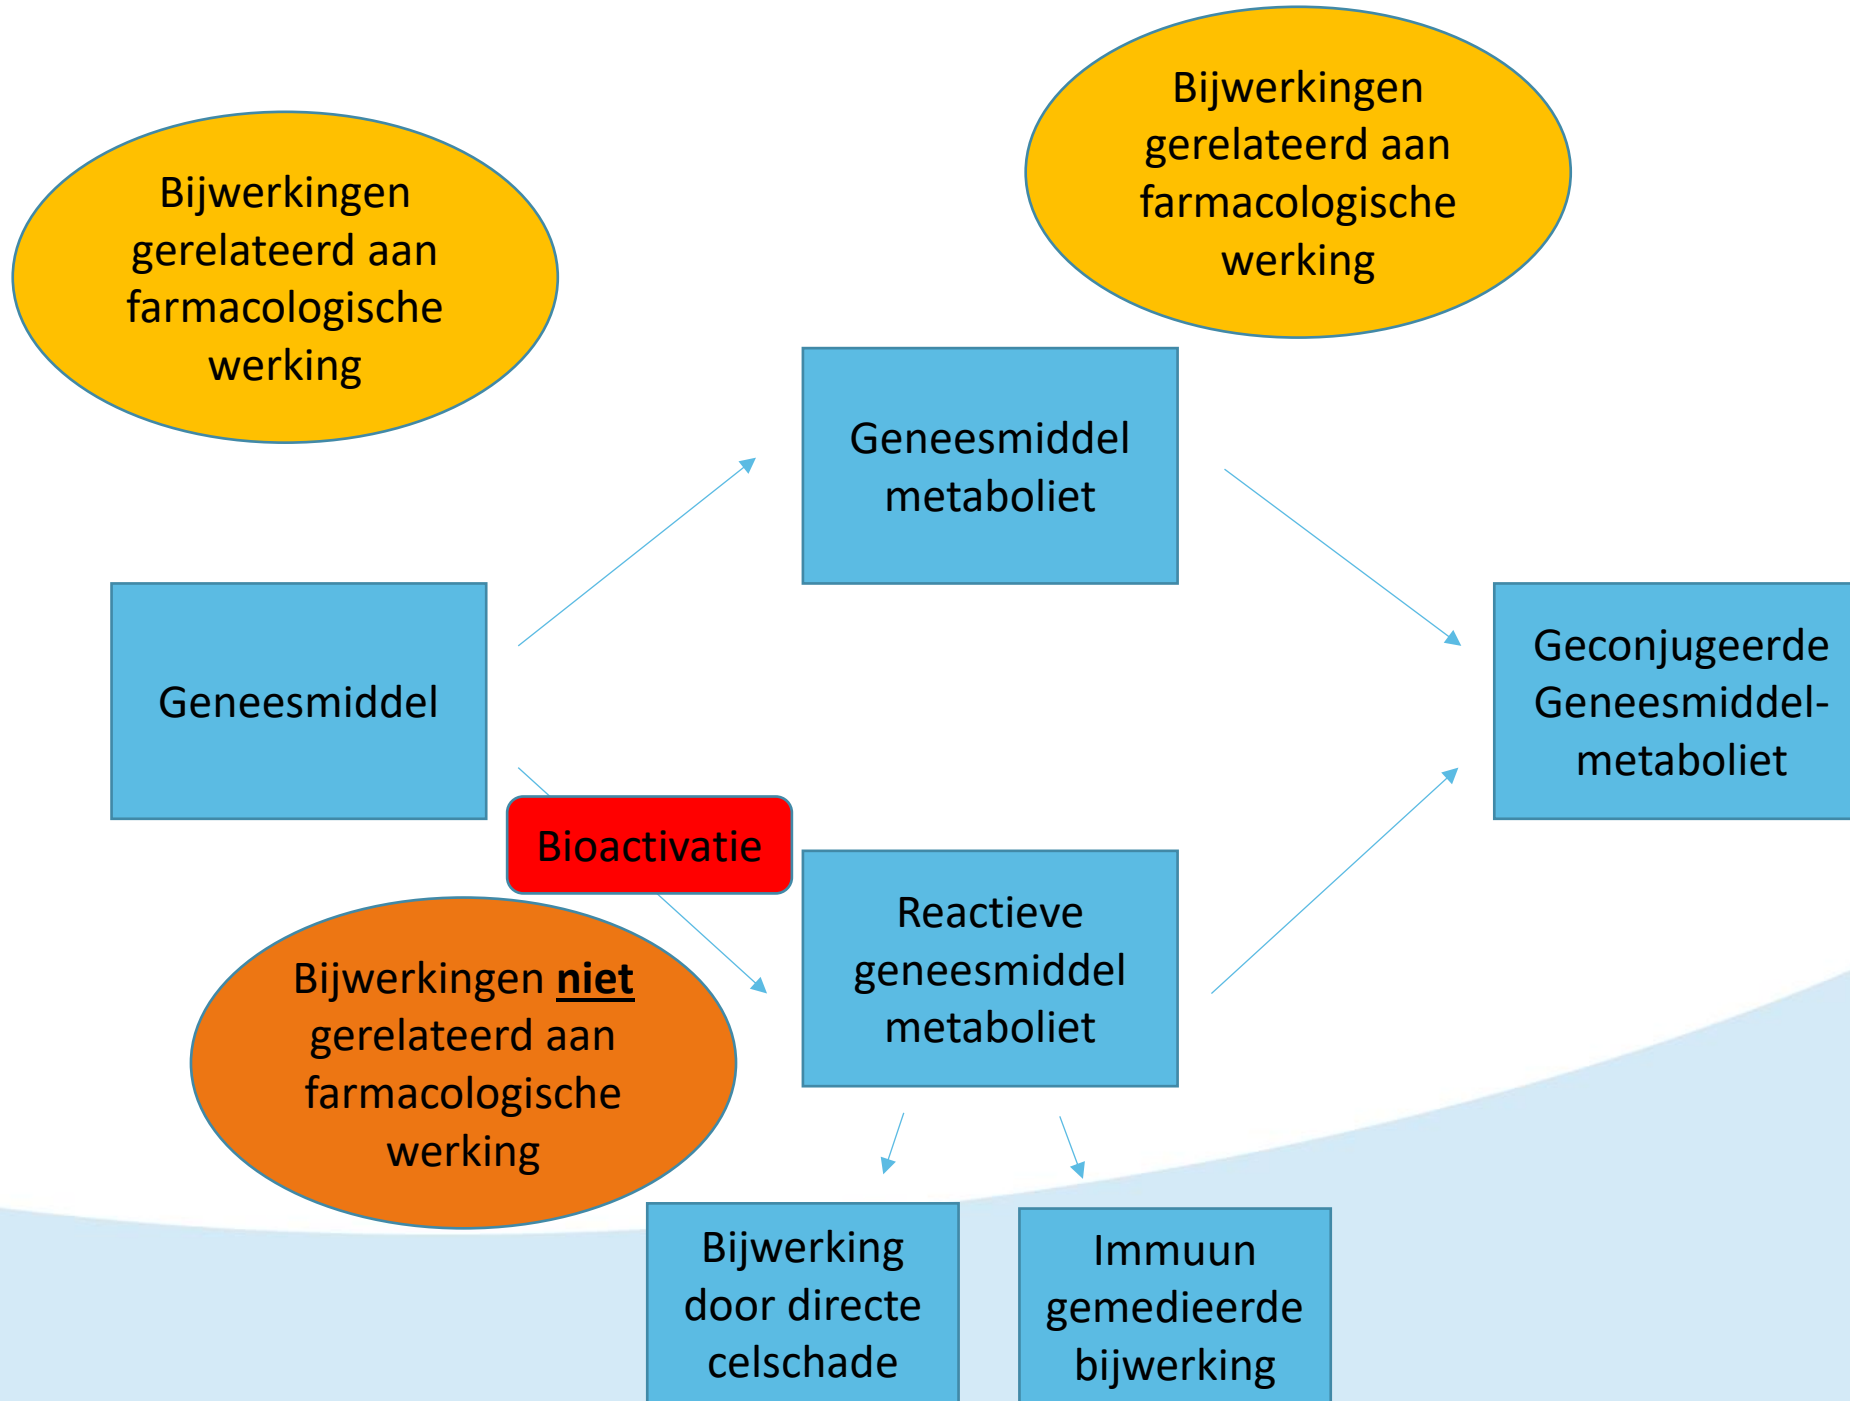 Bijwerkingen
gerelateerd aan
farmacologische
werking
Bijwerkingen
gerelateerd aan
farmacologische
werking
Geneesmiddel
metaboliet
Geneesmiddel
Geconjugeerde
Geneesmiddel-
metaboliet
Bioactivatie
Reactieve
geneesmiddel
metaboliet
Bijwerkingen niet
gerelateerd aan
farmacologische
werking
Bijwerking
door directe
celschade
Immuun
gemedieerde
bijwerking